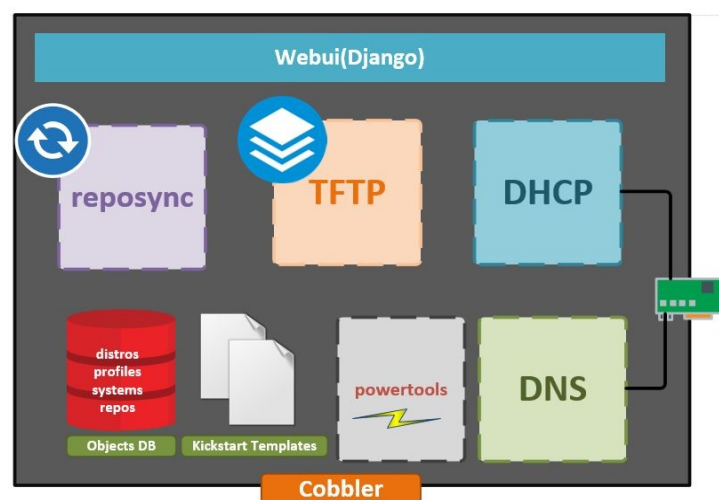 Webui(Django)
reposync
TFTP
DHCP
distros
profiles
systems
repos
Objects DB
Kickstart Templates
powertools
DNS
Cobbler